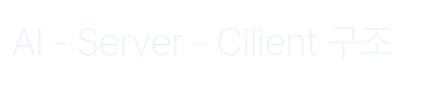 AI - Server - Cilient 구조